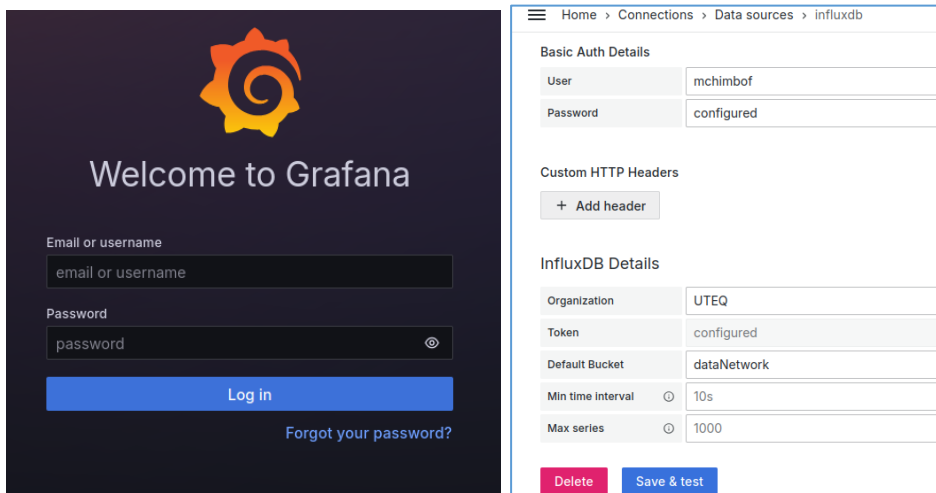 Welcome to Grafana
Email or username
email or username
Password
password
Log in
Forgot your password?
Home > Connections > Data sources > influxdb
Basic Auth Details
User mchimbof
Password configured
Custom HTTP Headers
+ Add header
InfluxDB Details
Organization UTEQ
Token configured
Default Bucket dataNetwork
Min time interval 10s
Max series 1000
Delete Save & test